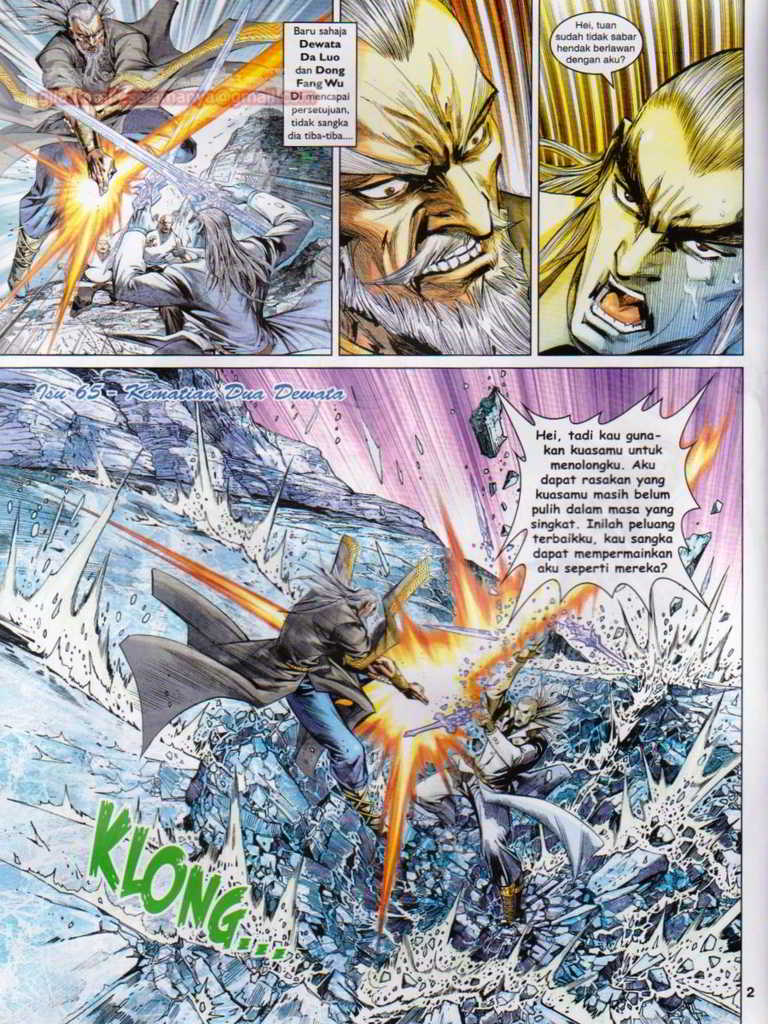 Baru sahaja
Dewata
Da Luo
dan Dong
Fang Wu
Di mencapai
persetujuan,
tidak sangka
dia tiba-tiba....
Hei, tuan
sudah tidak sabar
hendak berlawan
dengan aku?
Isu 65 - Kematian Dua Dewata
Hei, tadi kau guna-
kan kuasamu untuk
menolongku. Aku
dapat rasakan yang
kuasamu masih belum
pulih dalam masa yang
singkat. Inilah peluang
terbaikku, kau sangka
dapat mempermainkan
aku seperti mereka?
KLONG...
2